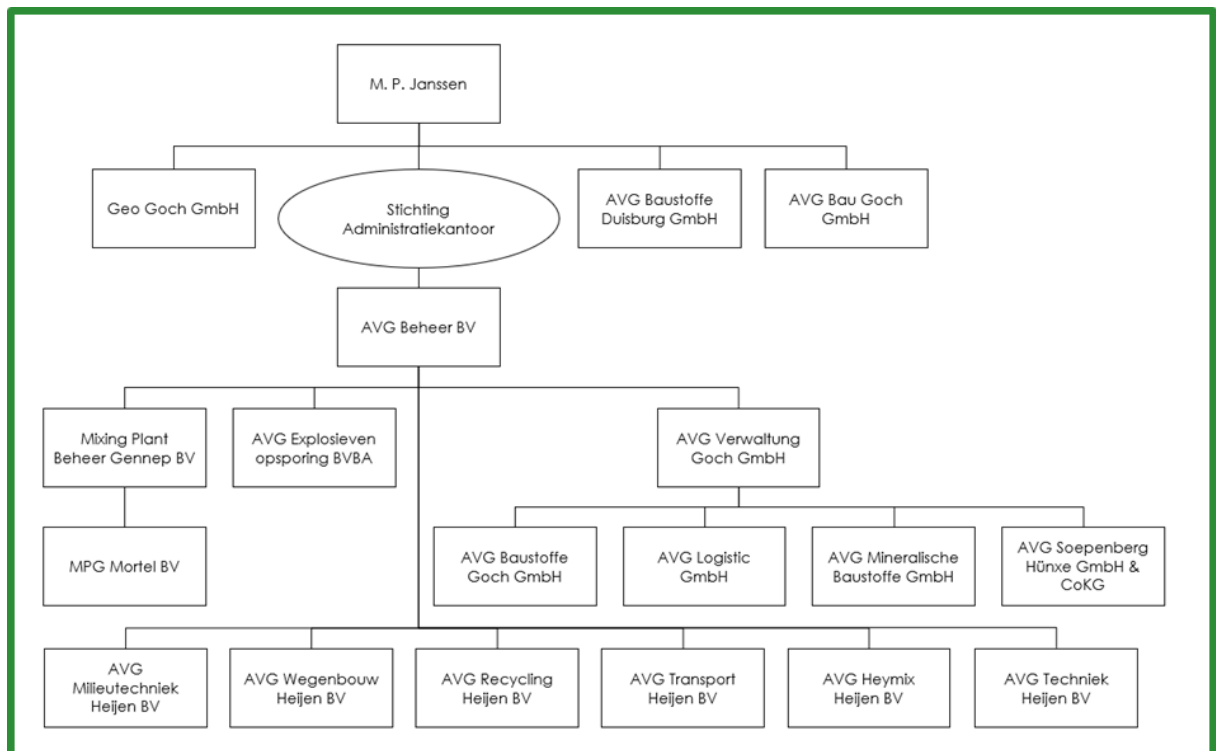 M. P. Janssen
Geo Goch GmbH
Stichting
Administratiekantoor
AVG Baustoffe
Duisburg GmbH
AVG Bau Goch
GmbH
AVG Beheer BV
Mixing Plant
Beheer Gennep BV
AVG Explosieven
opsporing BVBA
AVG Verwaltung
Goch GmbH
MPG Mortel BV
AVG Baustoffe
Goch GmbH
AVG Logistic
GmbH
AVG Mineralische
Baustoffe GmbH
AVG Soepenberg
Hünxe GmbH &
CoKG
AVG
Milieutechniek
Heijen BV
AVG Wegenbouw
Heijen BV
AVG Recycling
Heijen BV
AVG Transport
Heijen BV
AVG Heymix
Heijen BV
AVG Techniek
Heijen BV